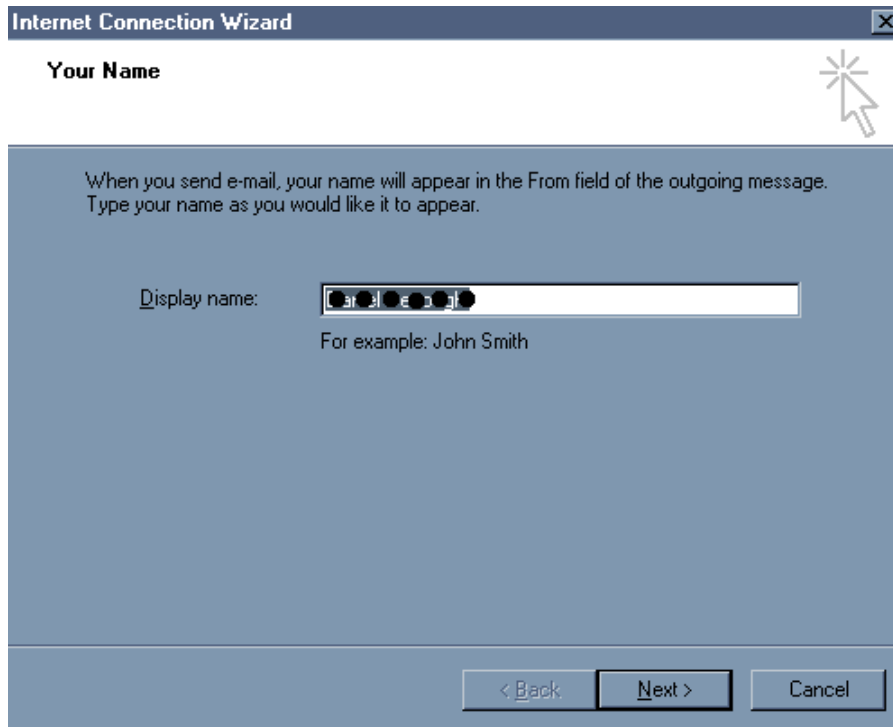 Internet Connection Wizard
Your Name
When you send e-mail, your name will appear in the From field of the outgoing message.
Type your name as you would like it to appear.
Display name:
For example: John Smith
< Back
Next >
Cancel